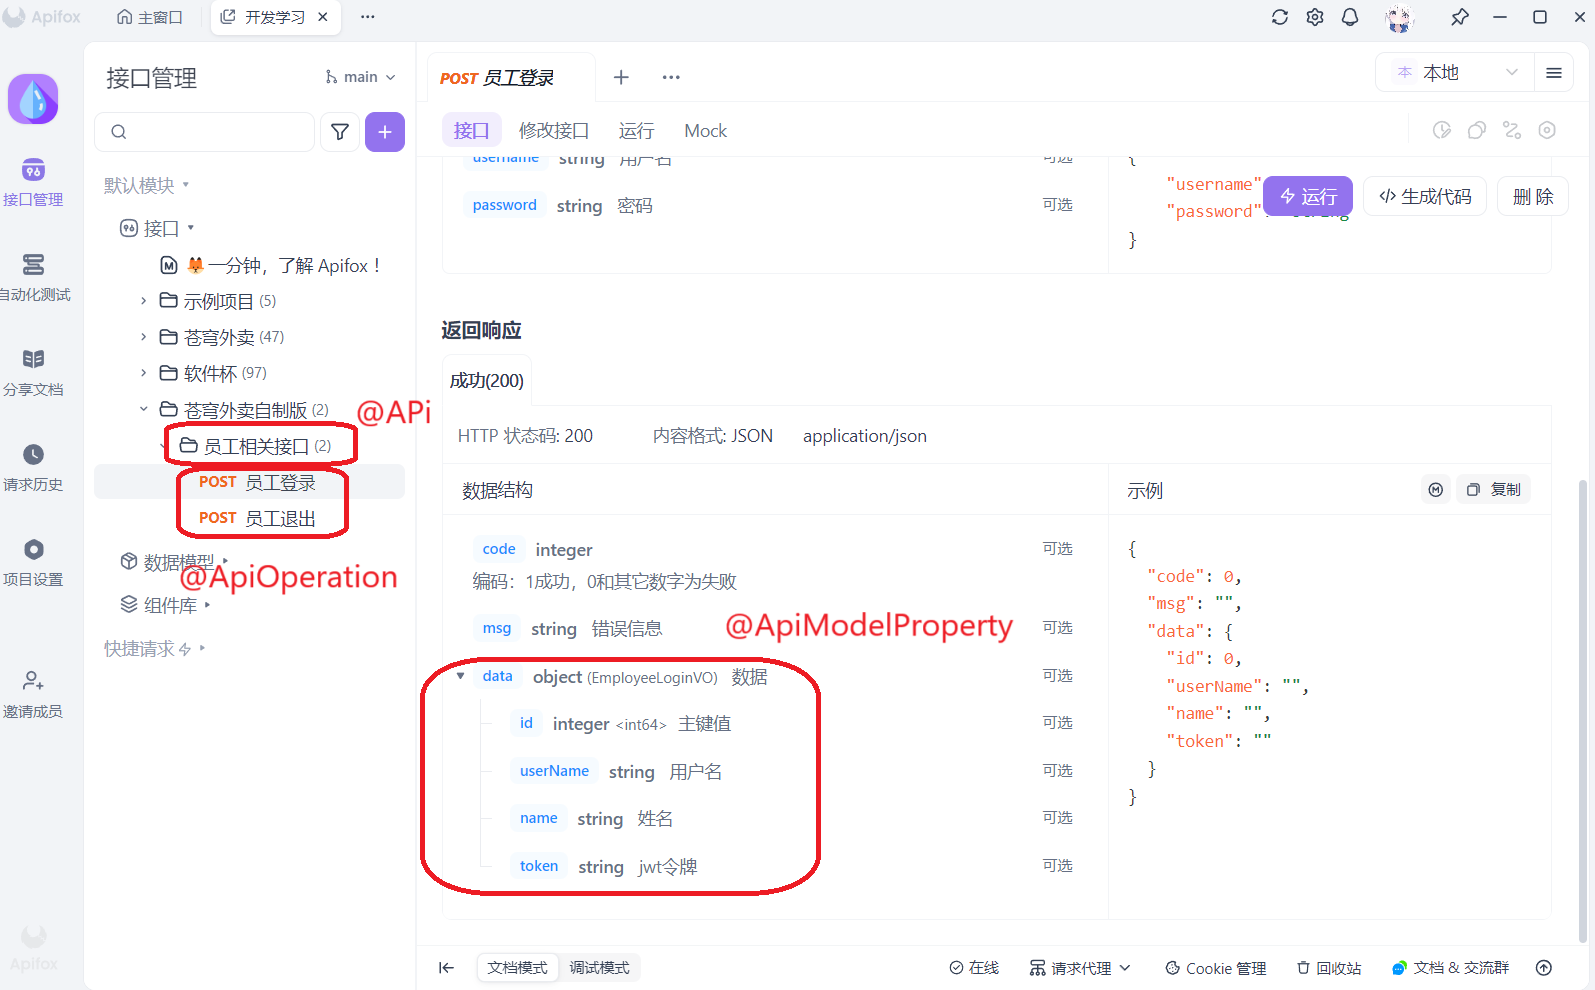 Apifox
主窗口
开发学习
接口管理
main
POST 员工登录
本地
接口管理
自动化测试
分享文档
请求历史
项目设置
邀请成员
Apifox
默认模块
接口
一分钟，了解 Apifox！
示例项目 (5)
苍穹外卖 (47)
软件杯 (97)
苍穹外卖自制版 (2)
@APi
员工相关接口 (2)
POST 员工登录
POST 员工退出
数据模型
@ApiOperation
组件库
快捷请求
接口 修改接口 运行 Mock
username string 用户名 可选
password string 密码 可选
{
"username"
"password"
}
运行
生成代码
删 除
返回响应
成功(200)
HTTP 状态码: 200 内容格式: JSON application/json
数据结构
示例
复制
code integer 可选
编码：1成功，0和其它数字为失败
msg string 错误信息 可选
@ApiModelProperty
data object (EmployeeLoginVO) 数据 可选
id integer <int64> 主键值 可选
userName string 用户名 可选
name string 姓名 可选
token string jwt令牌 可选
{
"code": 0,
"msg": "",
"data": {
"id": 0,
"userName": "",
"name": "",
"token": ""
}
}
文档模式 调试模式
在线 请求代理 Cookie 管理 回收站 文档 & 交流群